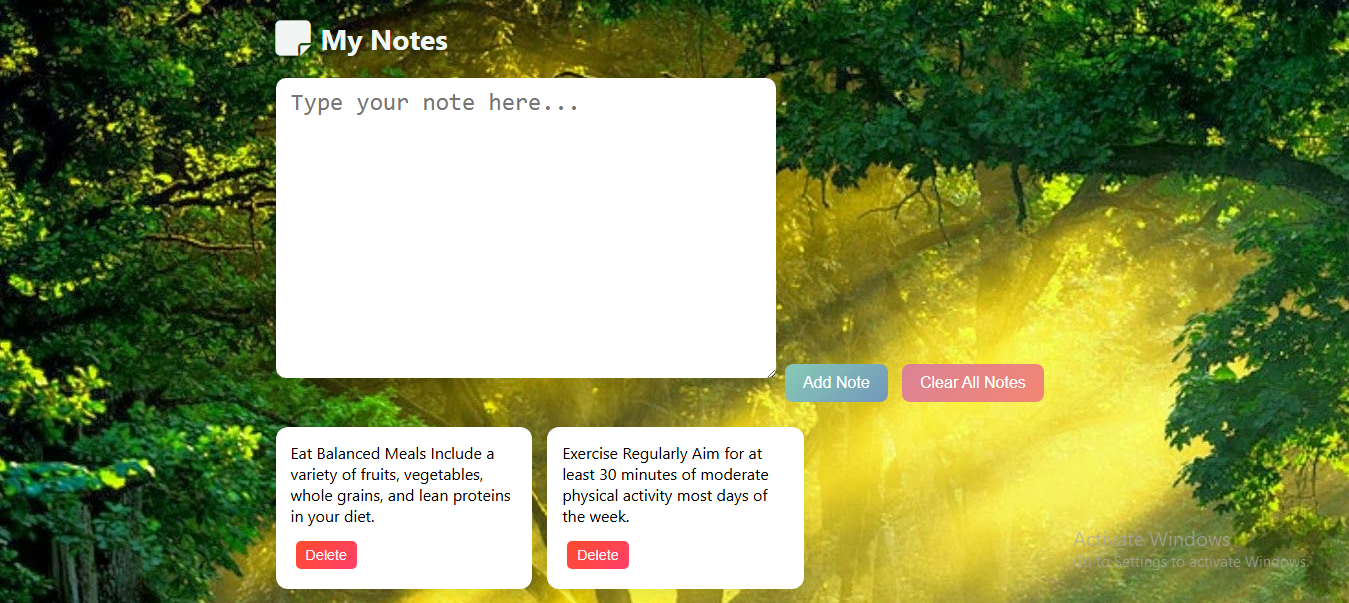 My Notes
Type your note here...
Add Note
Clear All Notes
Eat Balanced Meals Include a
variety of fruits, vegetables,
whole grains, and lean proteins
in your diet.
Delete
Exercise Regularly Aim for at
least 30 minutes of moderate
physical activity most days of
the week.
Delete
Activate Windows
Go to Settings to activate Windows.